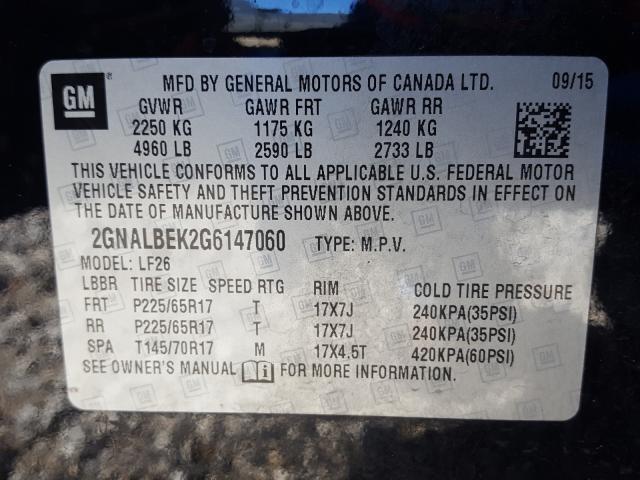 GM
MFD BY GENERAL MOTORS OF CANADA LTD. 09/15
GVWR GAWR FRT GAWR RR
2250 KG 1175 KG 1240 KG
4960 LB 2590 LB 2733 LB
THIS VEHICLE CONFORMS TO ALL APPLICABLE U.S. FEDERAL MOTOR
VEHICLE SAFETY AND THEFT PREVENTION STANDARDS IN EFFECT ON
THE DATE OF MANUFACTURE SHOWN ABOVE.
2GNALBEK2G6147060 TYPE: M.P.V.
MODEL: LF26
LBBR TIRE SIZE SPEED RTG RIM COLD TIRE PRESSURE
FRT P225/65R17 T 17X7J 240KPA(35PSI)
RR P225/65R17 T 17X7J 240KPA(35PSI)
SPA T145/70R17 M 17X4.5T 420KPA(60PSI)
SEE OWNER'S MANUAL FOR MORE INFORMATION.